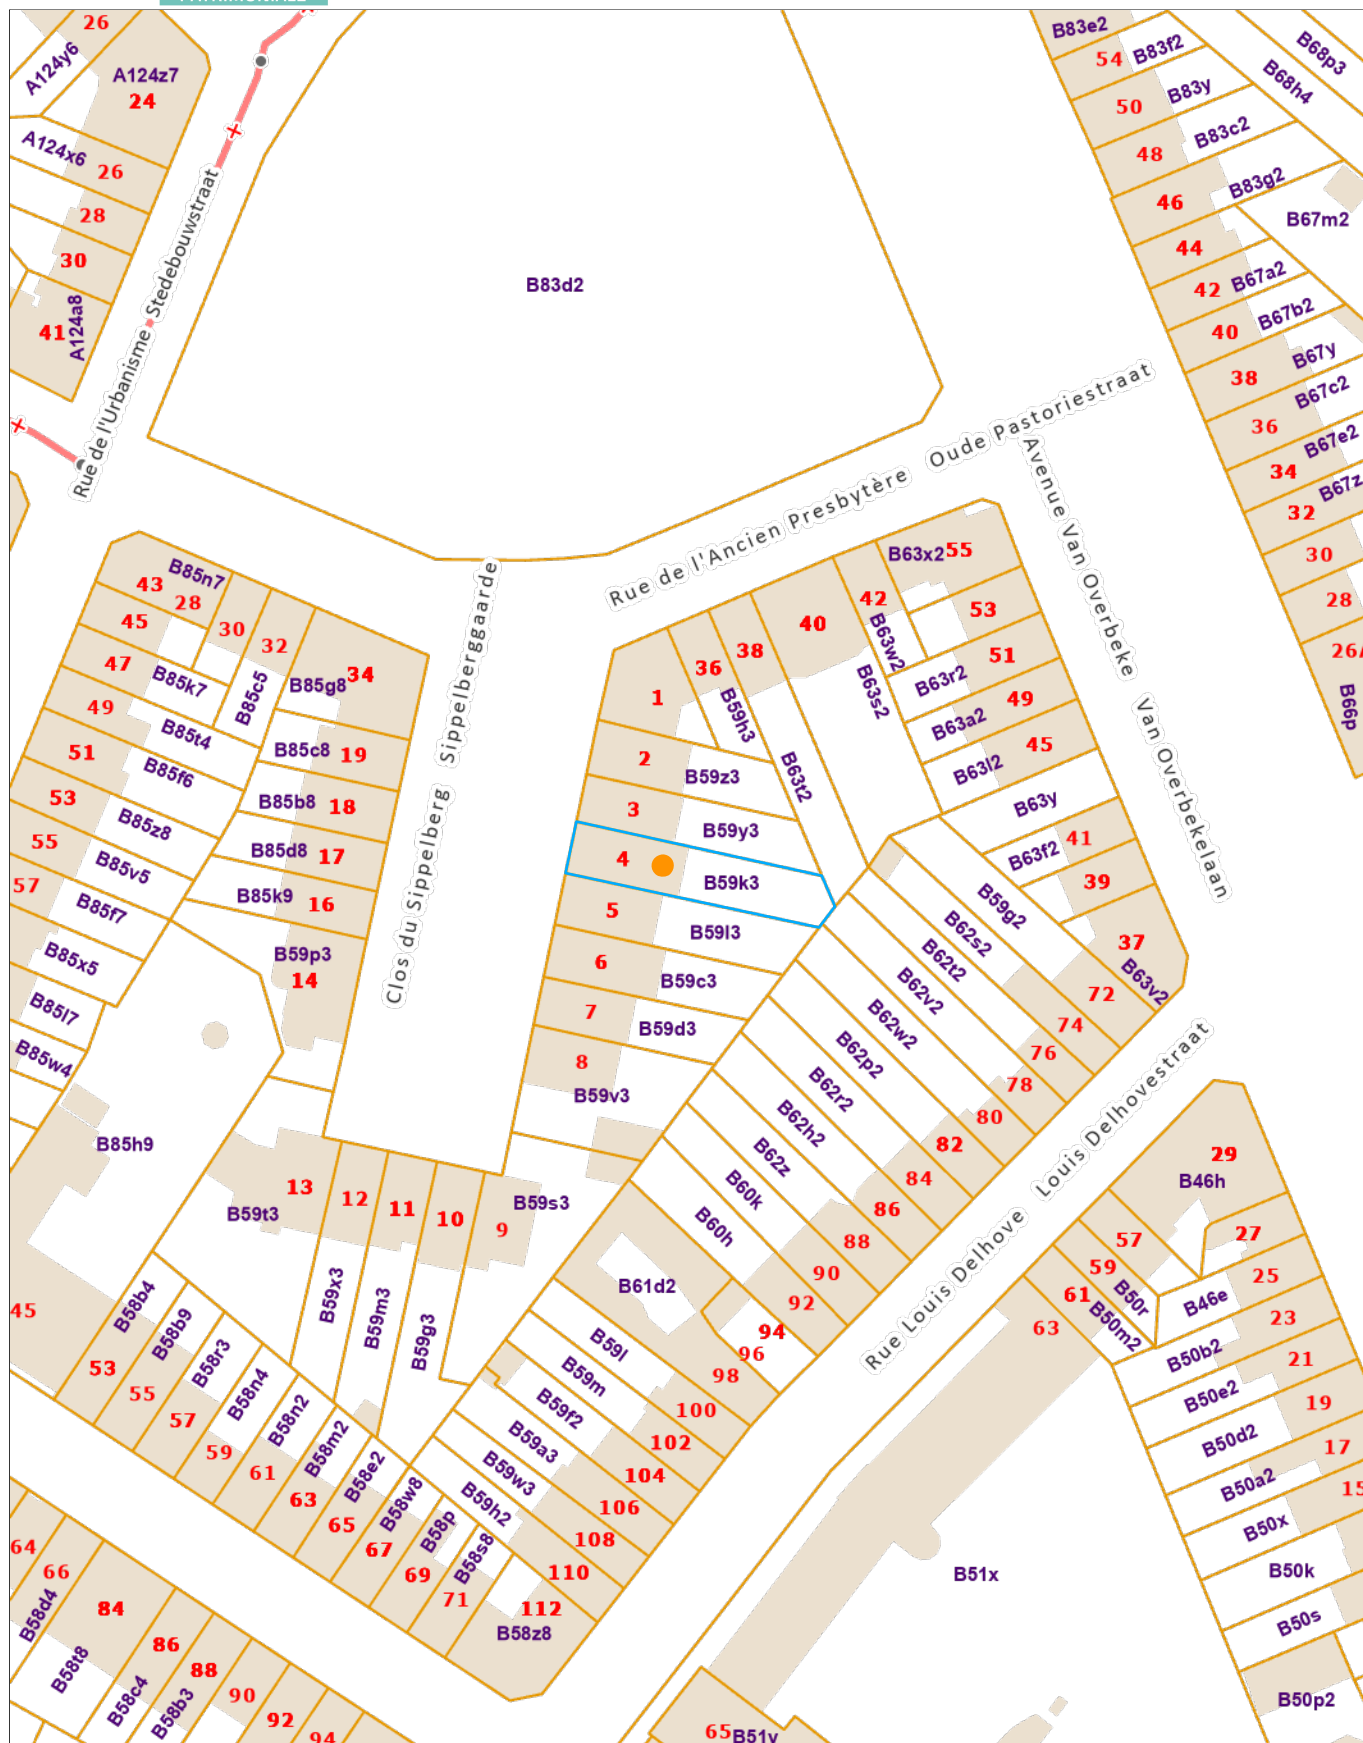 26
A124y6
A124z7
24
A124x6
26
28
30
41
A124a8
Rue de l'Urbanisme Stedebouwstraat
B83d2
B83e2
54
B83f2
50
B83y
48
B83c2
46
B83g2
B68p3
B68h4
B67m2
44
42
B67a2
40
B67b2
38
B67y
36
B67c2
34
B67e2
32
B67z
30
28
26A
B66p
Rue de l'Ancien Presbytère Oude Pastoriestraat
Avenue Van Overbeke Van Overbekelaan
Clos du Sippelberg Sippelberggaarde
43
B85n7
28
30
32
34
B85g8
45
47
B85k7
B85c5
49
B85t4
51
B85f6
53
B85z8
55
B85v5
57
B85f7
B85x5
B85l7
B85w4
B85h9
B85c8
19
B85b8
18
B85d8
17
B85k9
16
B59p3
14
1
36
38
40
42
B63x2
55
B59h3
B63t2
B63s2
B63w2
53
51
B63r2
49
B63a2
45
B63l2
B63y
41
B63f2
39
37
B63v2
2
B59z3
3
B59y3
4
B59k3
5
B59l3
6
B59c3
7
B59d3
8
B59v3
B59g2
B62s2
B62t2
B62v2
B62w2
B62p2
B62r2
B62h2
B62z
B60k
B60h
72
74
76
78
80
82
84
86
88
90
92
94
96
98
100
102
104
106
108
110
112
Rue Louis Delhove Louis Delhovestraat
13
12
11
10
9
B59s3
B59t3
B59x3
B59m3
B59g3
B61d2
B59l
B59m
B59f2
B59a3
B59w3
B59h2
45
B58b4
53
B58b9
55
B58r3
57
B58n4
59
B58n2
61
B58m2
63
B58e2
65
B58w8
67
B58p
69
B58s8
71
B58z8
29
B46h
57
27
59
B50r
25
61
B50m2
B46e
63
23
B50b2
21
B50e2
19
B50d2
17
B50a2
15
B50x
B50k
B50s
B50p2
B51x
65
B51v
64
66
B58d4
84
B58t8
86
B58c4
88
B58b3
90
92
94